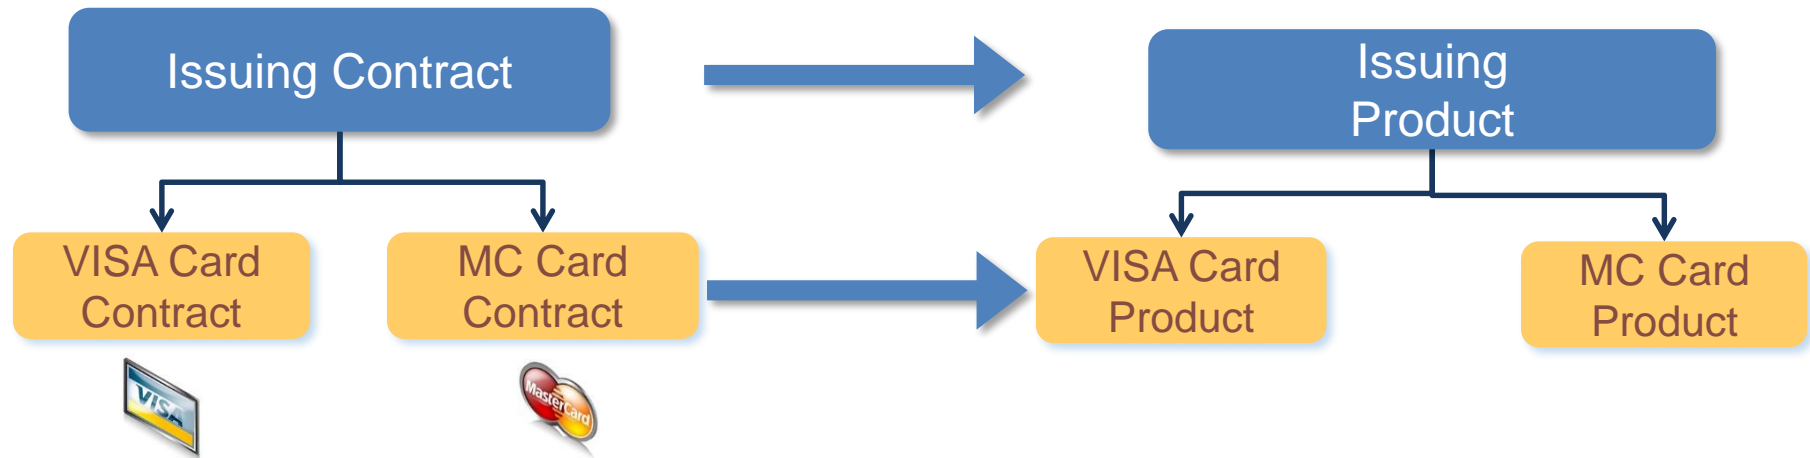 Issuing Contract
Issuing
Product
VISA Card
Contract
MC Card
Contract
VISA Card
Product
MC Card
Product
VISA
MasterCard